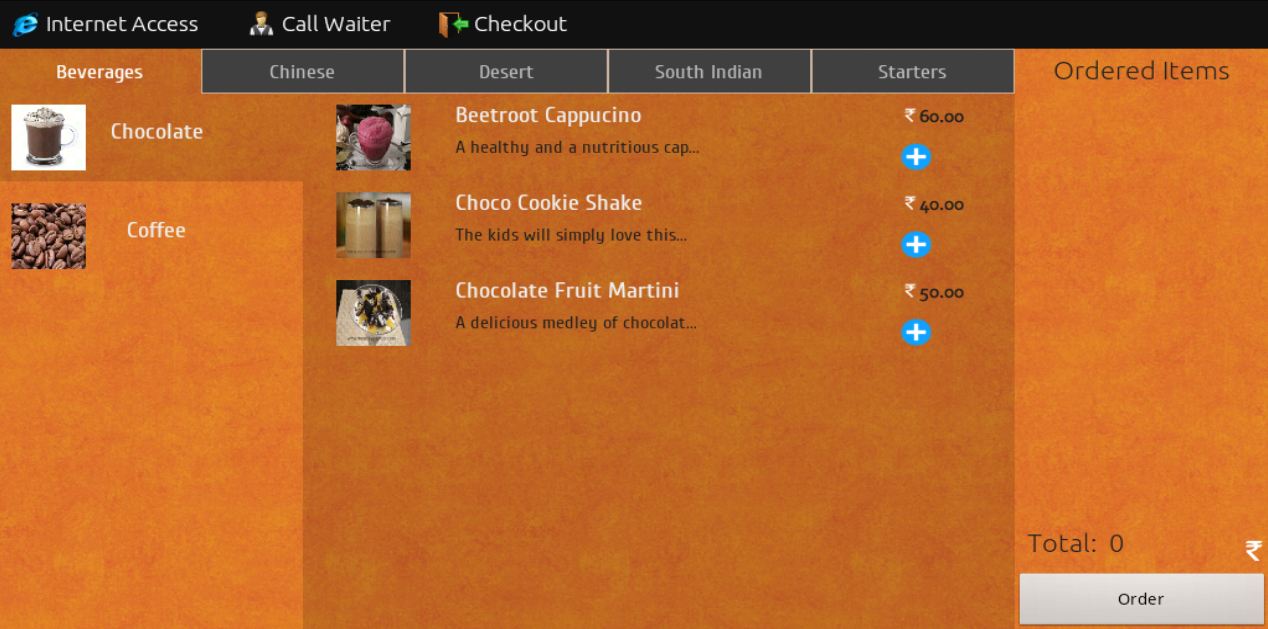 Internet Access
Call Waiter
Checkout
Beverages
Chinese
Desert
South Indian
Starters
Ordered Items
Chocolate
Coffee
Beetroot Cappucino
₹ 60.00
A healthy and a nutritious cap...
Choco Cookie Shake
₹ 40.00
The kids will simply love this...
Chocolate Fruit Martini
₹ 50.00
A delicious medley of chocolat...
Total: 0 ₹
Order